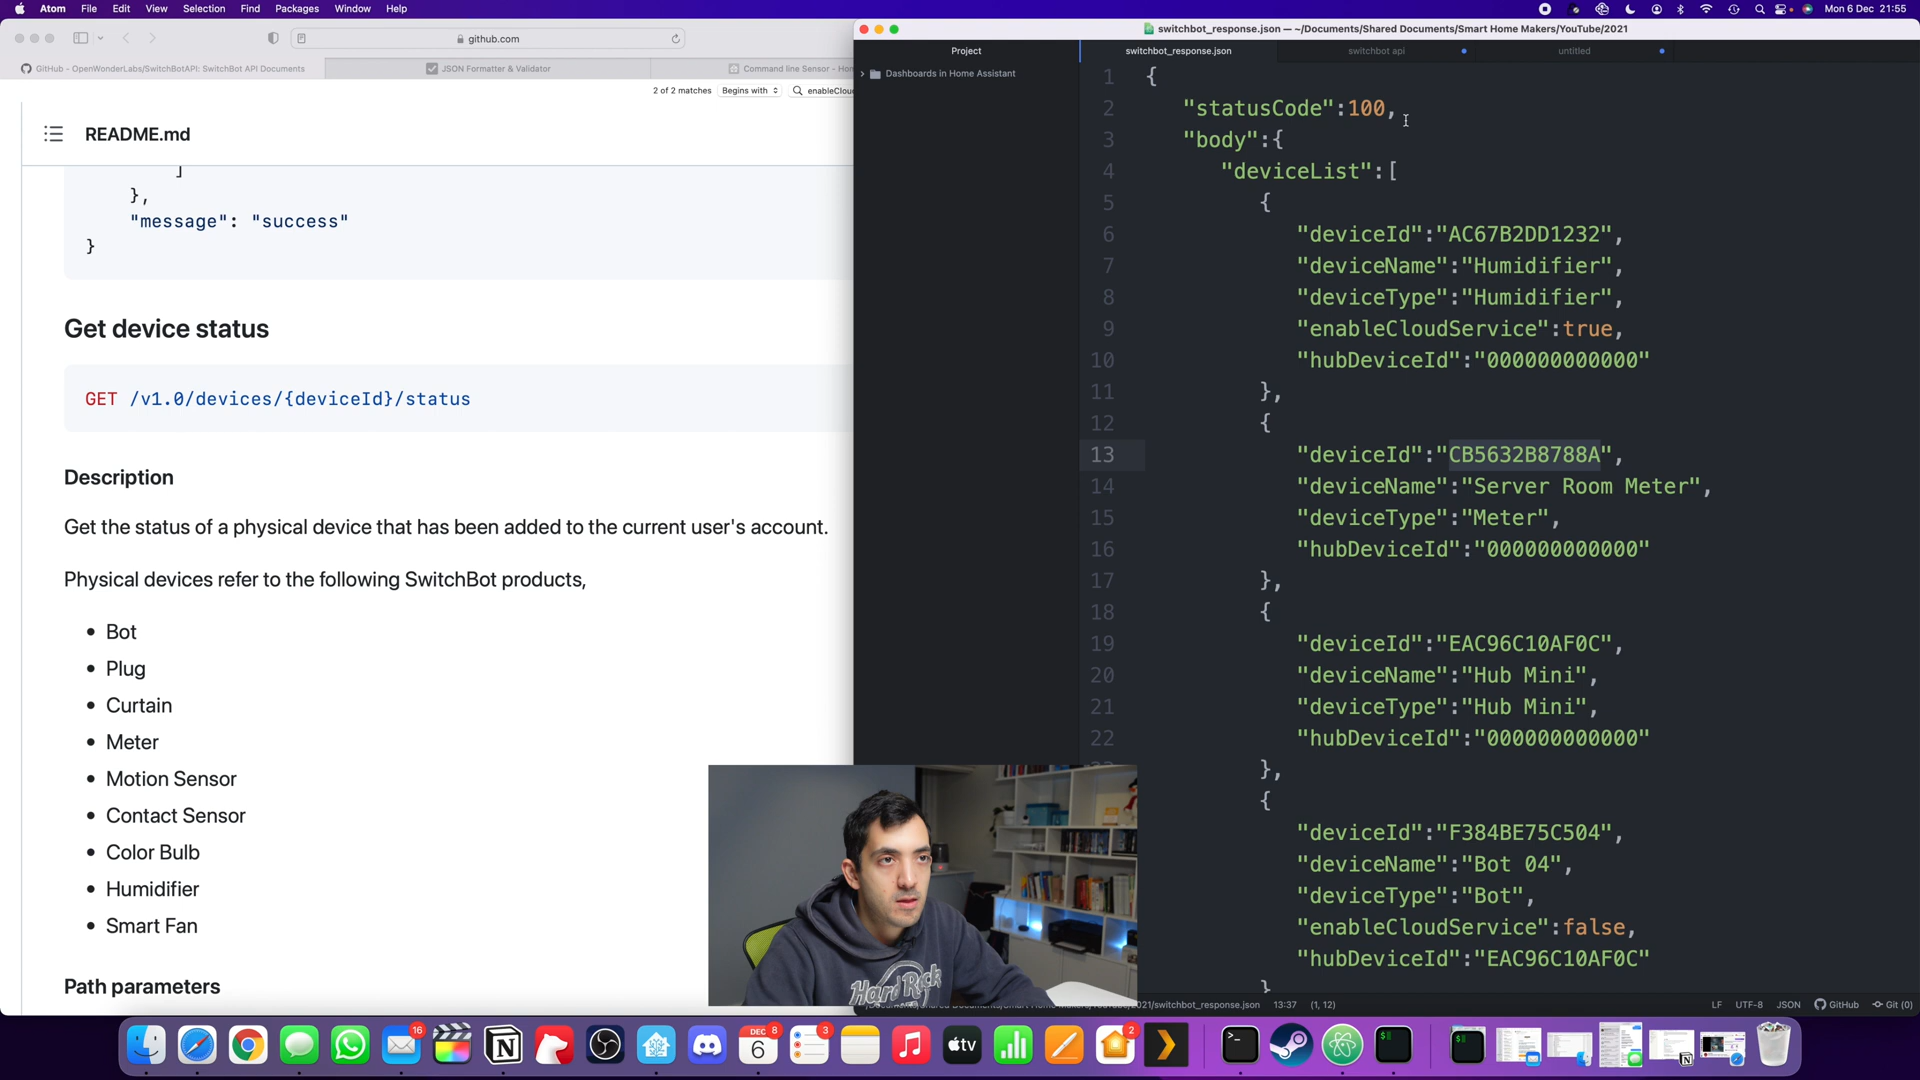 Atom File Edit View Selection Find Packages Window Help
Mon 6 Dec 21:55
github.com
GitHub - OpenWonderLabs/SwitchBotAPI: SwitchBot API Documents
JSON Formatter & Validator
Command line Sensor - Hom
2 of 2 matches
Begins with
enableClou
README.md
]
},
"message": "success"
}
Get device status
GET /v1.0/devices/{deviceId}/status
Description
Get the status of a physical device that has been added to the current user's account.
Physical devices refer to the following SwitchBot products,
Bot
Plug
Curtain
Meter
Motion Sensor
Contact Sensor
Color Bulb
Humidifier
Smart Fan
Path parameters
switchbot_response.json — ~/Documents/Shared Documents/Smart Home Makers/YouTube/2021
Project
Dashboards in Home Assistant
switchbot_response.json
switchbot api
untitled
1 {
2 "statusCode":100,
3 "body":{
4 "deviceList":[
5 {
6 "deviceId":"AC67B2DD1232",
7 "deviceName":"Humidifier",
8 "deviceType":"Humidifier",
9 "enableCloudService":true,
10 "hubDeviceId":"000000000000"
11 },
12 {
13 "deviceId":"CB5632B8788A",
14 "deviceName":"Server Room Meter",
15 "deviceType":"Meter",
16 "hubDeviceId":"000000000000"
17 },
18 {
19 "deviceId":"EAC96C10AF0C",
20 "deviceName":"Hub Mini",
21 "deviceType":"Hub Mini",
22 "hubDeviceId":"000000000000"
},
{
"deviceId":"F384BE75C504",
"deviceName":"Bot 04",
"deviceType":"Bot",
"enableCloudService":false,
"hubDeviceId":"EAC96C10AF0C"
}
Hard Rock
2021/switchbot_response.json 13:37 (1, 12)
LF UTF-8 JSON GitHub Git (0)
16
DEC 8
6
3
tv
2